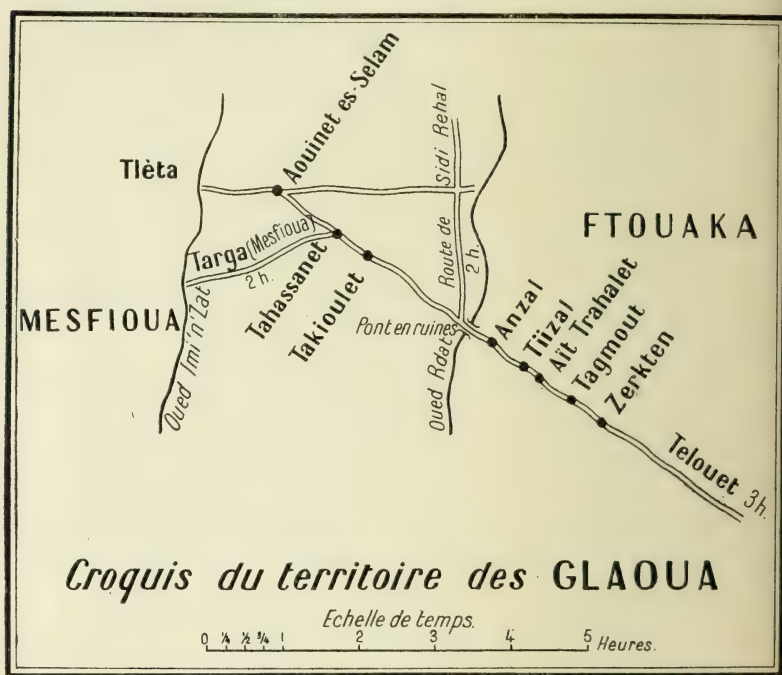 Aouinet es-Selam
Tlèta
Sidi Rehal
Route de
2 h.
FTOUAKA
Targa (Mesfioua)
2 h.
MESFIOUA
Oued Imi'n'Zat
Tahassanet
Takioulet
Pont en ruines
Oued Rdat
Anzal
Tiizal
Aït Trahalet
Tagmout
Zerkten
Telouet 3 h.
Croquis du territoire des GLAOUA
Echelle de temps.
0 ¼ ½ ¾ 1 2 3 4 5 Heures.